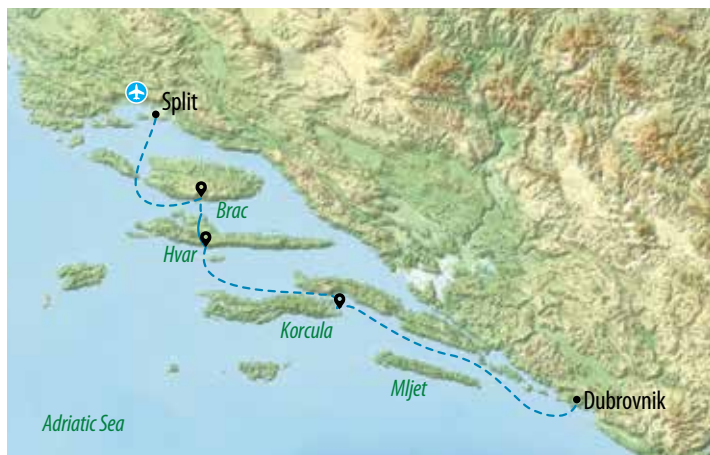 Split
Brac
Hvar
Korcula
Mljet
Dubrovnik
Adriatic Sea